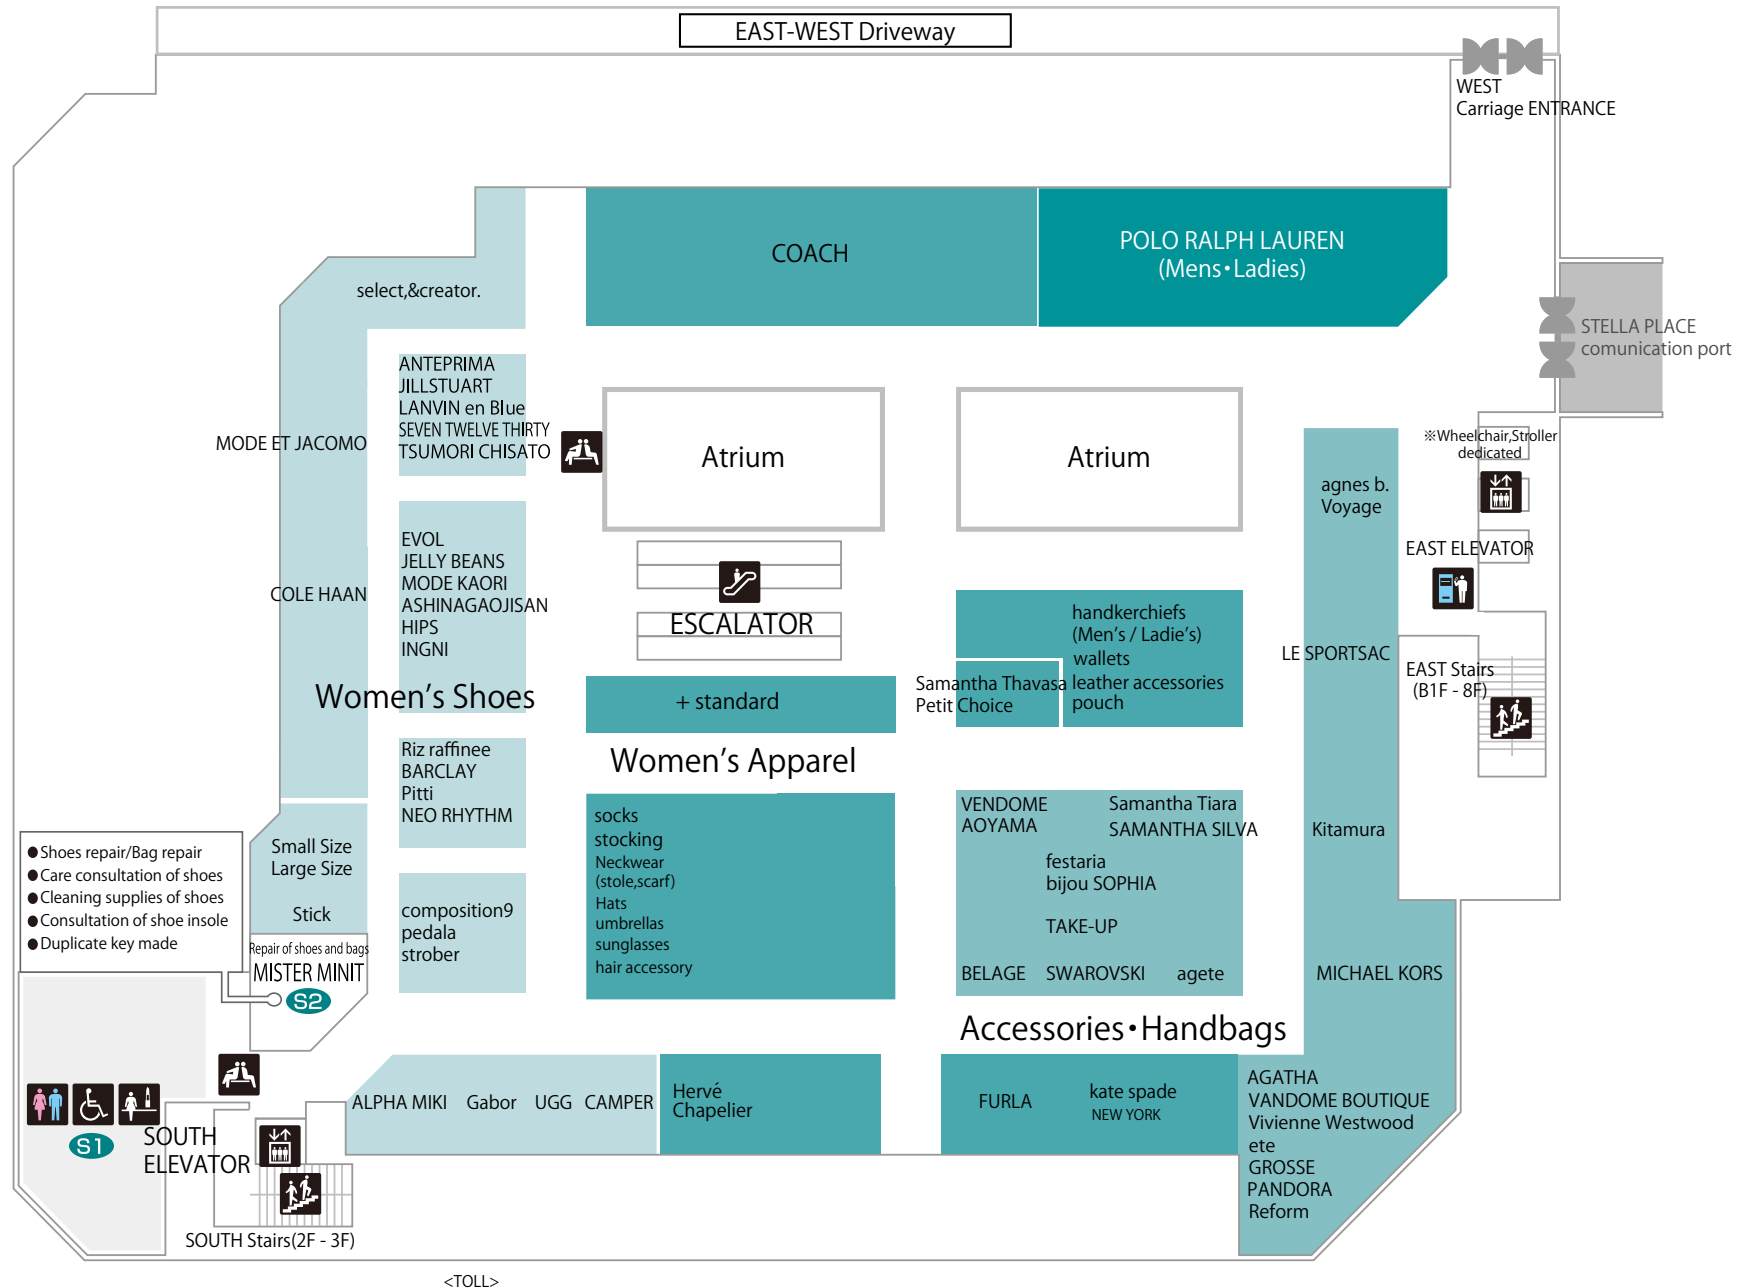 EAST-WEST Driveway
WEST
Carriage ENTRANCE
COACH
POLO RALPH LAUREN
(Mens・Ladies)
select,&creator.
STELLA PLACE
comunication port
ANTEPRIMA
JILLSTUART
LANVIN en Blue
SEVEN TWELVE THIRTY
TSUMORI CHISATO
MODE ET JACOMO
Atrium
Atrium
※Wheelchair,Stroller
dedicated
agnes b.
Voyage
EAST ELEVATOR
EVOL
JELLY BEANS
MODE KAORI
ASHINAGAOJISAN
HIPS
INGNI
COLE HAAN
ESCALATOR
handkerchiefs
(Men's / Ladie's)
wallets
leather accessories
pouch
Samantha Thavasa
Petit Choice
LE SPORTSAC
EAST Stairs
(B1F - 8F)
Women's Shoes
+ standard
Women's Apparel
Riz raffinee
BARCLAY
Pitti
NEO RHYTHM
socks
stocking
Neckwear
(stole,scarf)
Hats
umbrellas
sunglasses
hair accessory
VENDOME
AOYAMA
Samantha Tiara
SAMANTHA SILVA
festaria
bijou SOPHIA
TAKE-UP
BELAGE
SWAROVSKI
agete
Kitamura
Small Size
Large Size
Stick
●Shoes repair/Bag repair
●Care consultation of shoes
●Cleaning supplies of shoes
●Consultation of shoe insole
●Duplicate key made
composition9
pedala
strober
Repair of shoes and bags
MISTER MINIT
S2
MICHAEL KORS
Accessories・Handbags
ALPHA MIKI
Gabor
UGG
CAMPER
Hervé
Chapelier
FURLA
kate spade
NEW YORK
AGATHA
VANDOME BOUTIQUE
Vivienne Westwood
ete
GROSSE
PANDORA
Reform
S1
SOUTH
ELEVATOR
SOUTH Stairs(2F - 3F)
<TOLL>